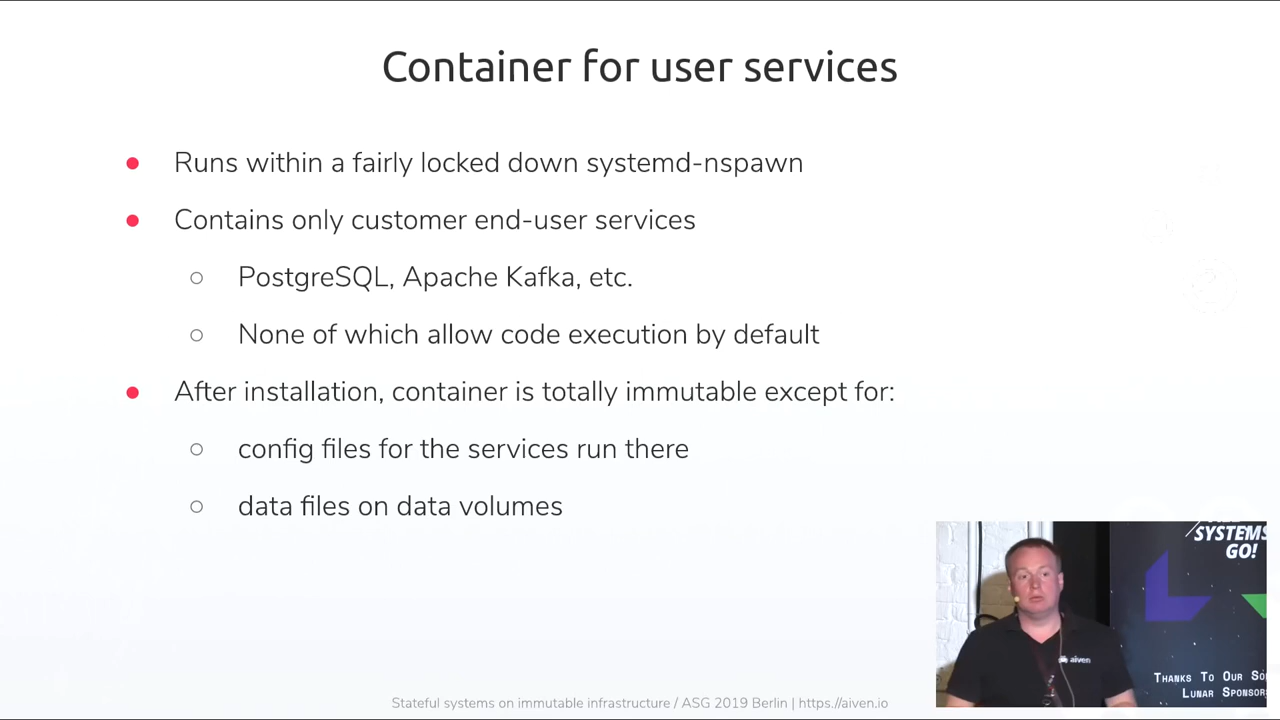 Container for user services
Runs within a fairly locked down systemd-nspawn
Contains only customer end-user services
PostgreSQL, Apache Kafka, etc.
None of which allow code execution by default
After installation, container is totally immutable except for:
config files for the services run there
data files on data volumes
SYSTEMS
GO!
aiven
Thanks To Our
Lunar
Stateful systems on immutable infrastructure / ASG 2019 Berlin | https://aiven.io